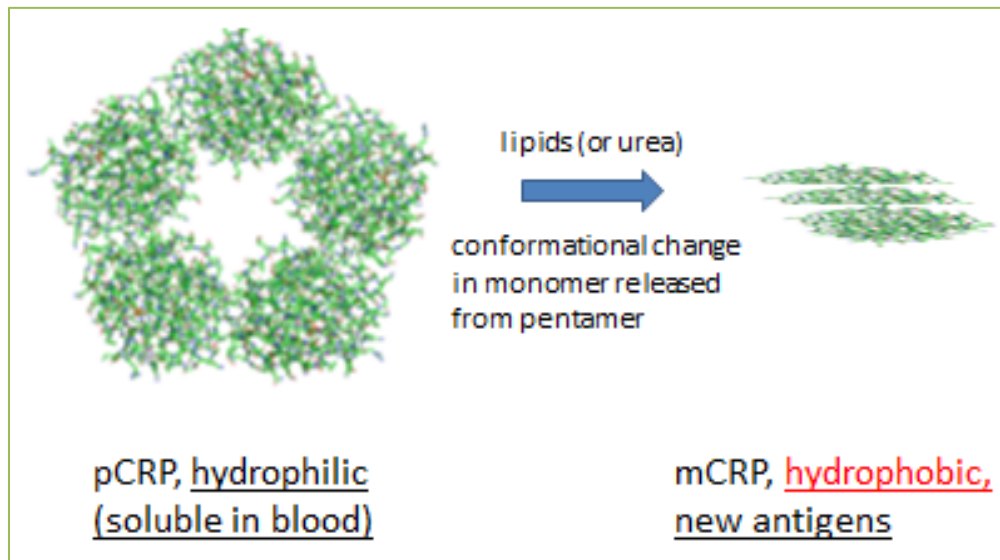 lipids (or urea)
conformational change
in monomer released
from pentamer
pCRP, hydrophilic
(soluble in blood)
mCRP, hydrophobic,
new antigens